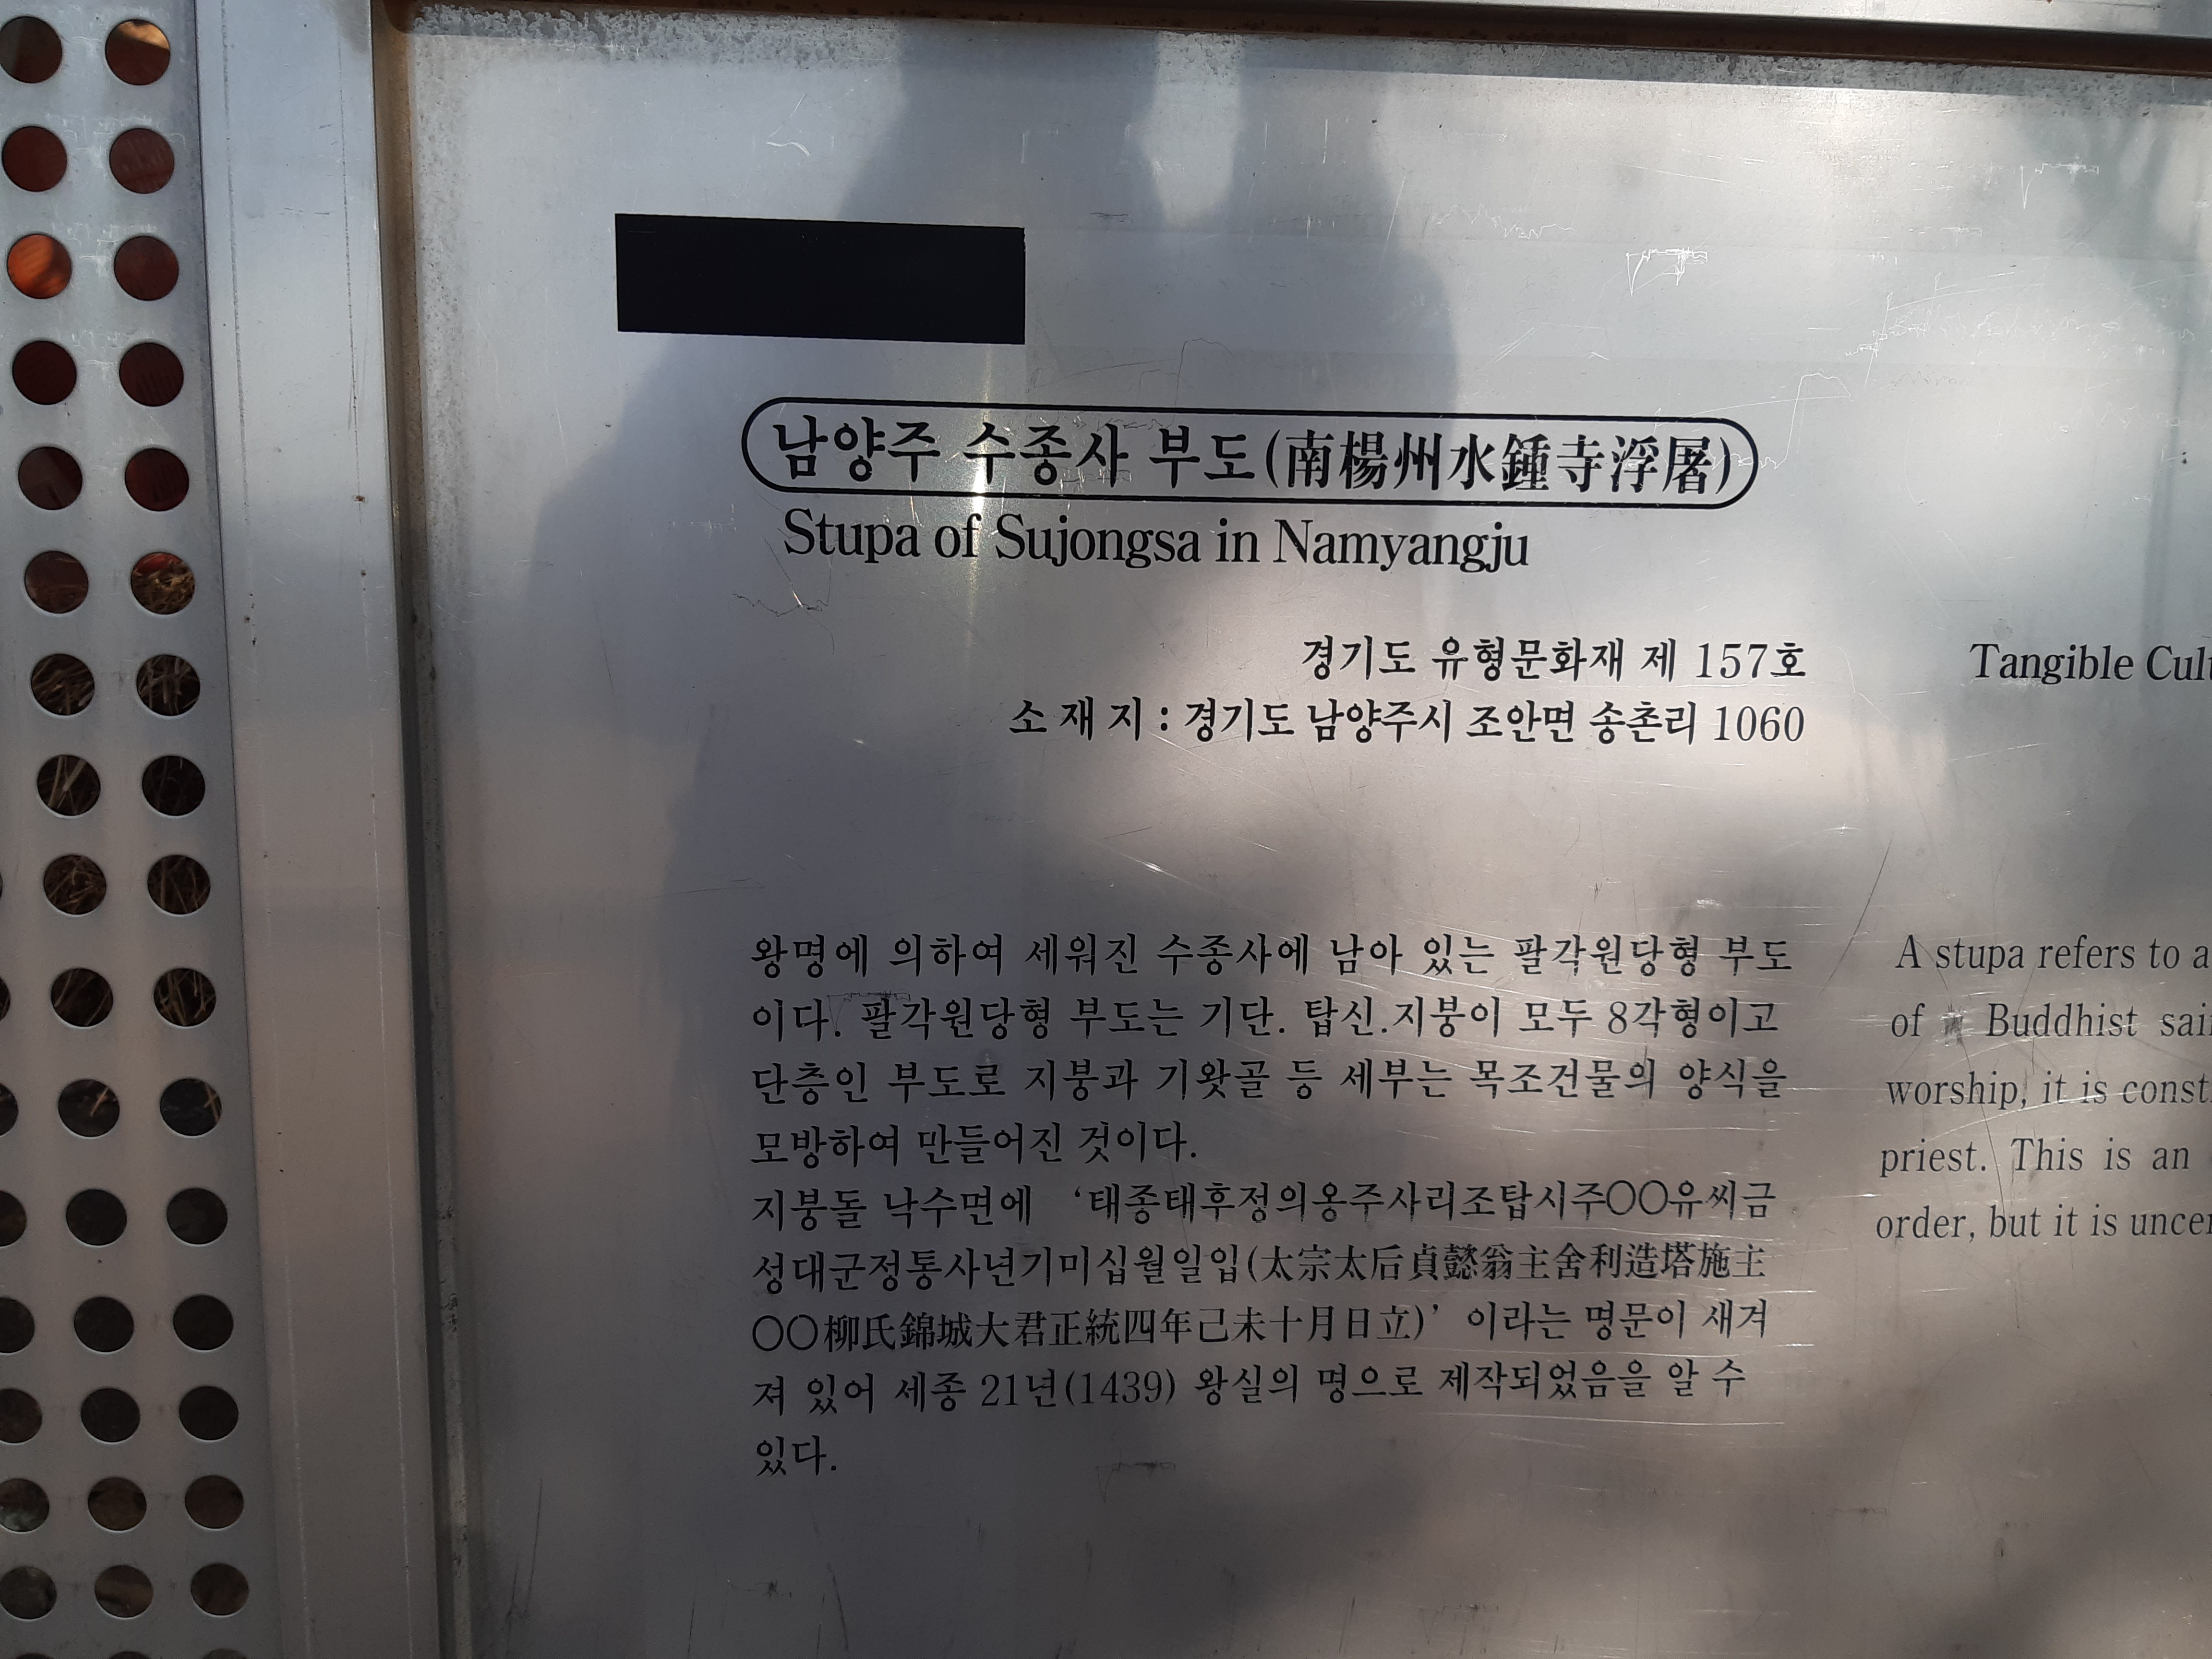 남양주 수종사 부도(南楊州水鍾寺浮屠)
Stupa of Sujongsa in Namyangju
경기도 유형문화재 제 157호
소 재 지 : 경기도 남양주시 조안면 송촌리 1060
왕명에 의하여 세워진 수종사에 남아 있는 팔각원당형 부도
이다. 팔각원당형 부도는 기단. 탑신.지붕이 모두 8각형이고
단층인 부도로 지붕과 기왓골 등 세부는 목조건물의 양식을
모방하여 만들어진 것이다.
지붕돌 낙수면에 ‘태종태후정의옹주사리조탑시주○○유씨금
성대군정통사년기미십월일입(太宗太后貞懿翁主舍利造塔施主
○○柳氏錦城大君正統四年己未十月日立)’ 이라는 명문이 새겨
져 있어 세종 21년(1439) 왕실의 명으로 제작되었음을 알 수
있다.
Tangible
A stupa refers to a
of Buddhist
worship, it is
priest. This is an
order, but it is